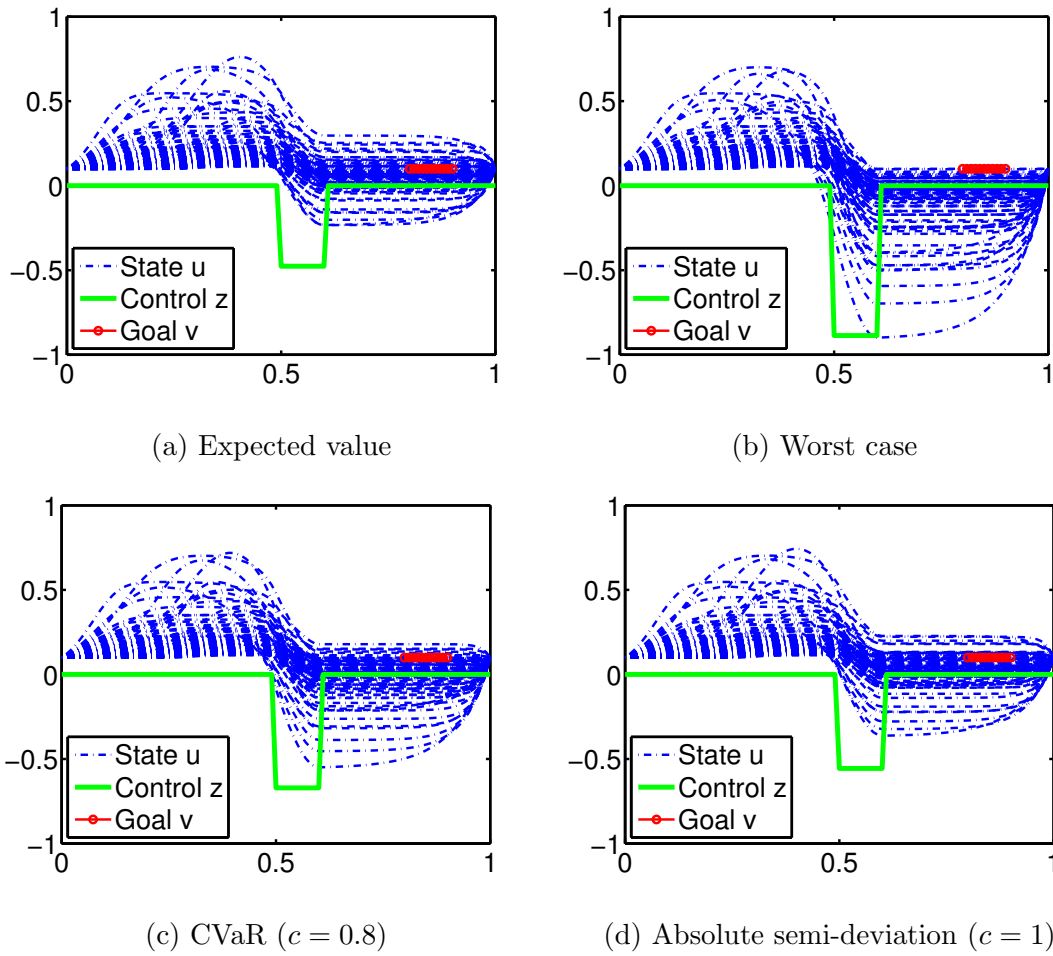 1
0.5
0
−0.5
−1
0
0.5
1
State u
Control z
Goal v
(a) Expected value
1
0.5
0
−0.5
−1
0
0.5
1
State u
Control z
Goal v
(b) Worst case
1
0.5
0
−0.5
−1
0
0.5
1
State u
Control z
Goal v
(c) CVaR (c = 0.8)
1
0.5
0
−0.5
−1
0
0.5
1
State u
Control z
Goal v
(d) Absolute semi-deviation (c = 1)